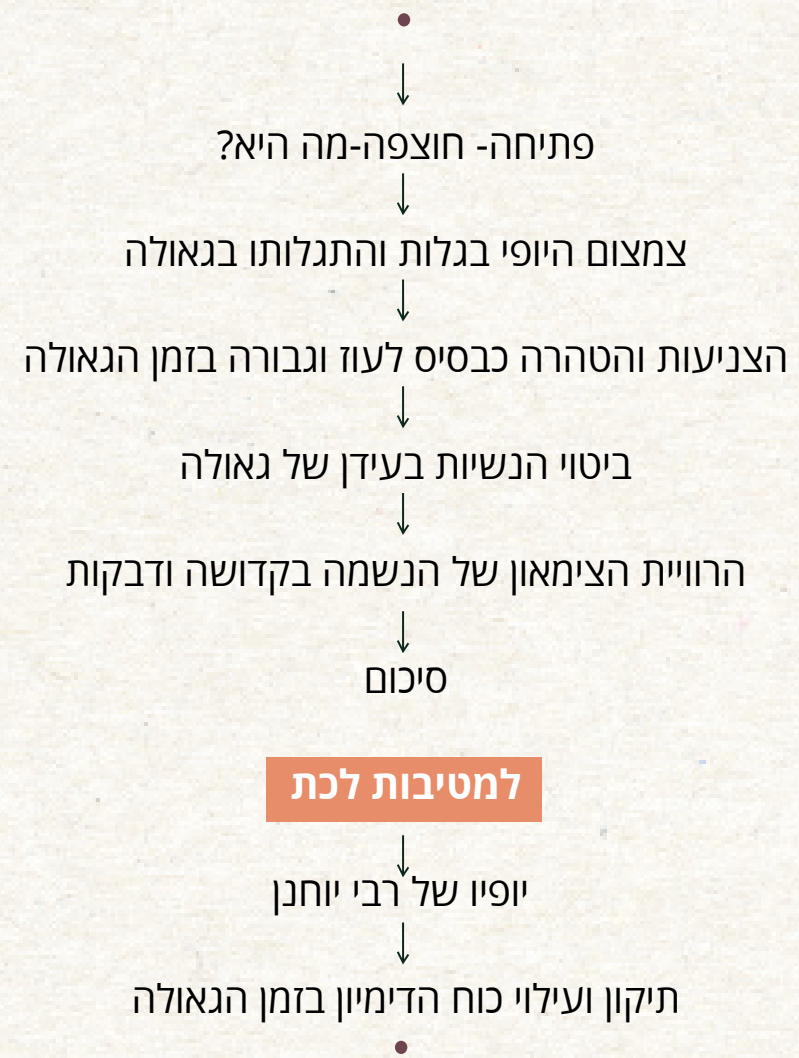 פתיחה- חוצפה-מה היא?
צמצום היופי בגלות והתגלותו בגאולה
הצניעות והטהרה כבסיס לעוז וגבורה בזמן הגאולה
ביטוי הנשיות בעידן של גאולה
הרוויית הצימאון של הנשמה בקדושה ודבקות
סיכום
למטיבות לכת
יופיו של רבי יוחנן
תיקון ועילוי כוח הדימיון בזמן הגאולה